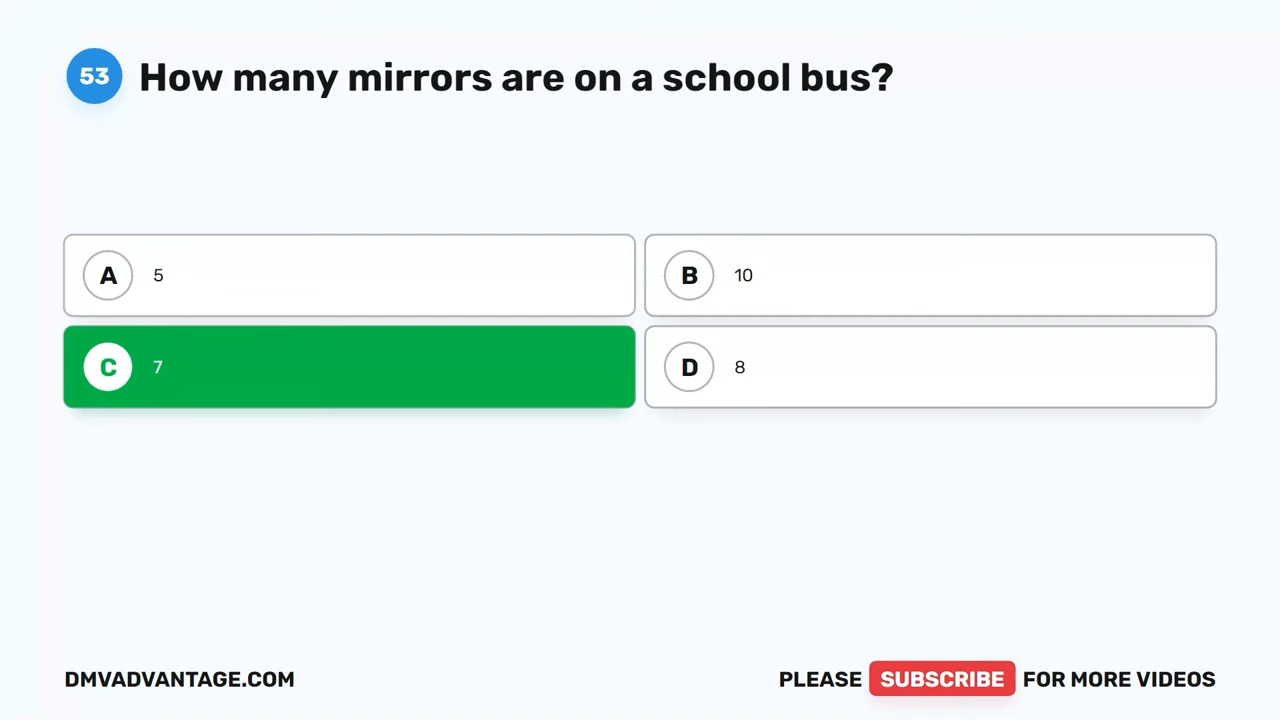 53 How many mirrors are on a school bus?
A 5
B 10
C 7
D 8
DMVADVANTAGE.COM
PLEASE SUBSCRIBE FOR MORE VIDEOS